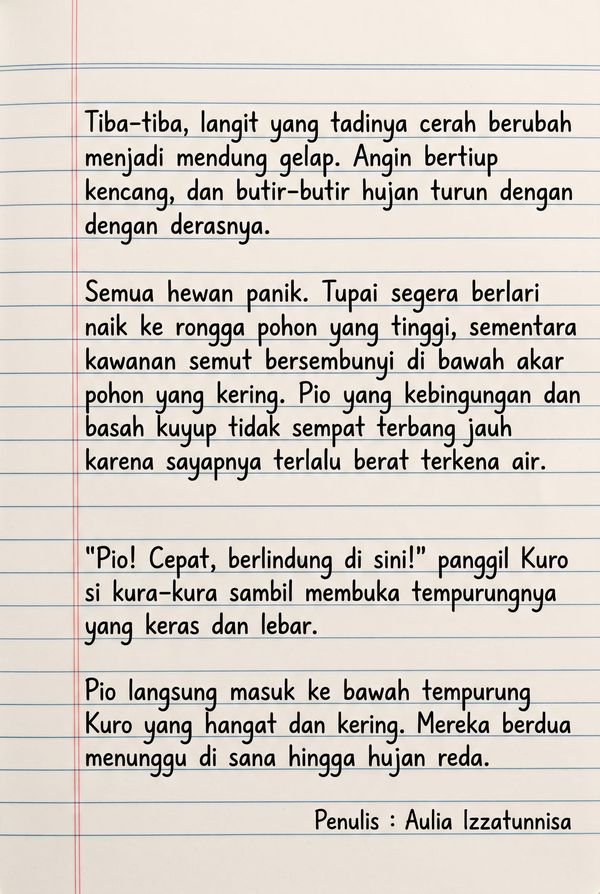 Tiba-tiba, langit yang tadinya cerah berubah
menjadi mendung gelap. Angin bertiup
kencang, dan butir-butir hujan turun dengan
dengan derasnya.
Semua hewan panik. Tupai segera berlari
naik ke rongga pohon yang tinggi, sementara
kawanan semut bersembunyi di bawah akar
pohon yang kering. Pio yang kebingungan dan
basah kuyup tidak sempat terbang jauh
karena sayapnya terlalu berat terkena air.
"Pio! Cepat, berlindung di sini!" panggil Kuro
si kura-kura sambil membuka tempurungnya
yang keras dan lebar.
Pio langsung masuk ke bawah tempurung
Kuro yang hangat dan kering. Mereka berdua
menunggu di sana hingga hujan reda.
Penulis : Aulia Izzatunnisa